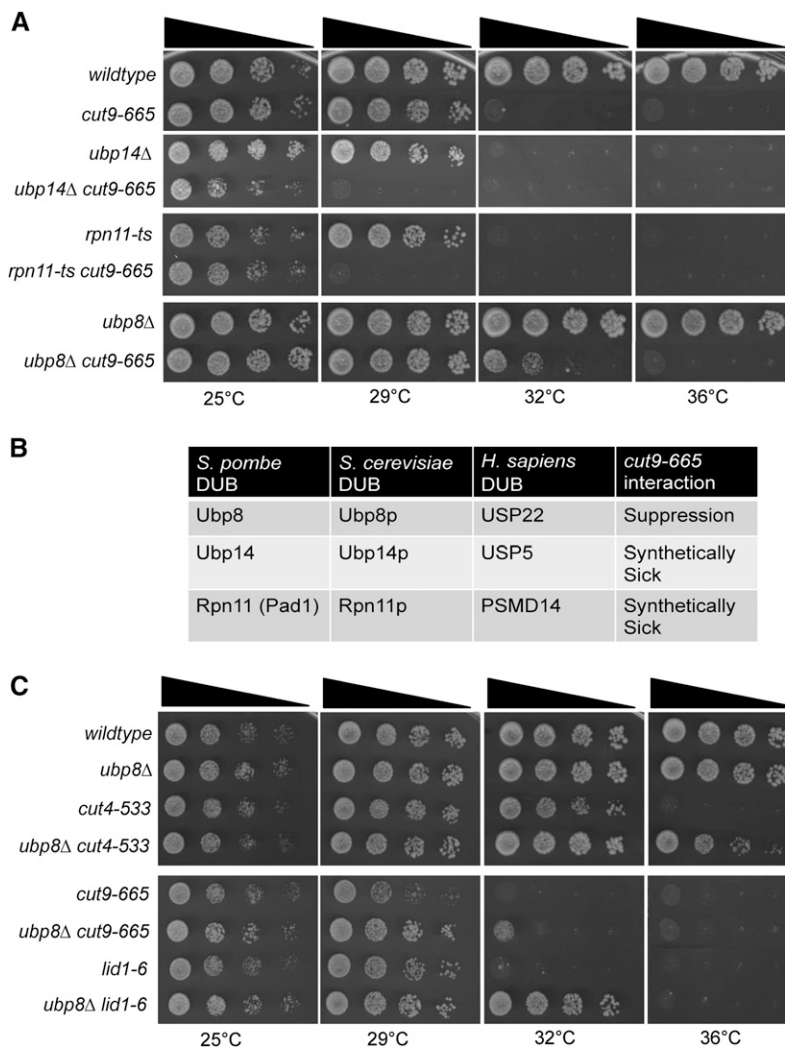 A
wildtype
cut9-665
ubp14Δ
ubp14Δ cut9-665
rpn11-ts
rpn11-ts cut9-665
ubp8Δ
ubp8Δ cut9-665
25°C 29°C 32°C 36°C
B
S. pombe DUB | S. cerevisiae DUB | H. sapiens DUB | cut9-665 interaction
Ubp8 | Ubp8p | USP22 | Suppression
Ubp14 | Ubp14p | USP5 | Synthetically Sick
Rpn11 (Pad1) | Rpn11p | PSMD14 | Synthetically Sick
C
wildtype
ubp8Δ
cut4-533
ubp8Δ cut4-533
cut9-665
ubp8Δ cut9-665
lid1-6
ubp8Δ lid1-6
25°C 29°C 32°C 36°C